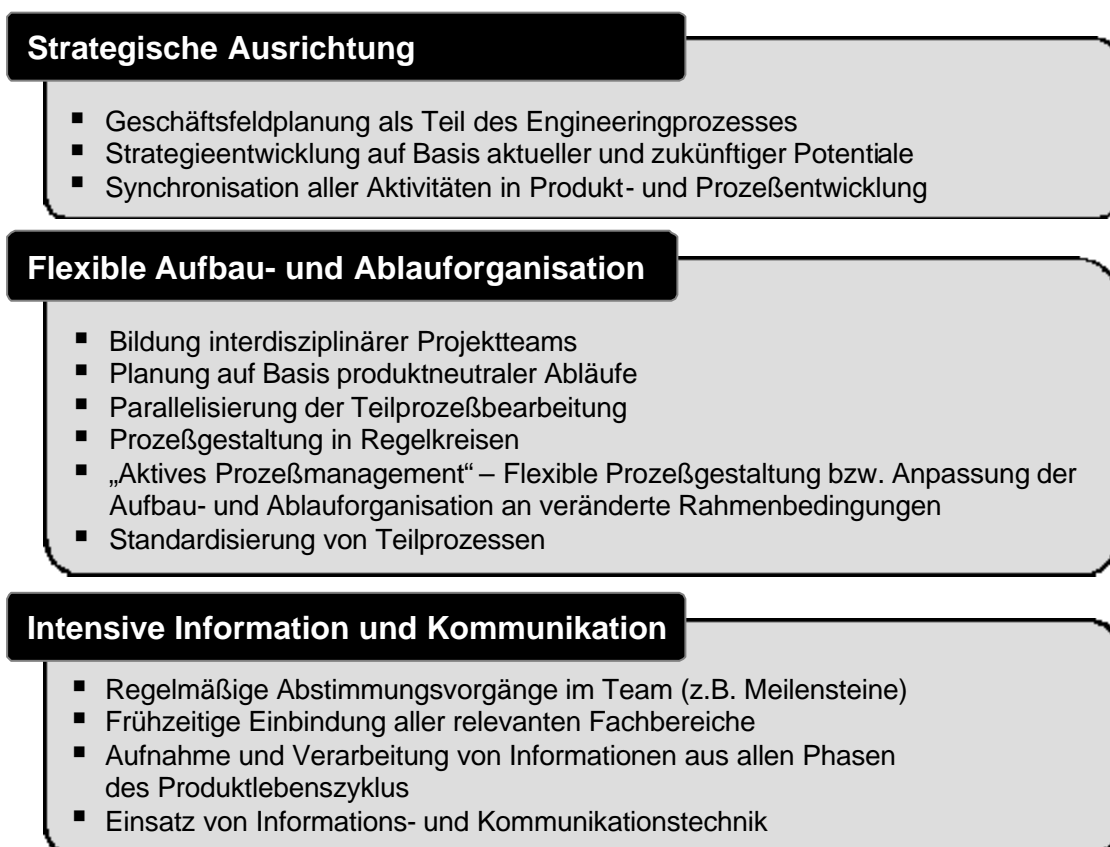 Strategische Ausrichtung
▪ Geschäftsfeldplanung als Teil des Engineeringprozesses
▪ Strategieentwicklung auf Basis aktueller und zukünftiger Potentiale
▪ Synchronisation aller Aktivitäten in Produkt- und Prozeßentwicklung
Flexible Aufbau- und Ablauforganisation
▪ Bildung interdisziplinärer Projektteams
▪ Planung auf Basis produktneutraler Abläufe
▪ Parallelisierung der Teilprozeßbearbeitung
▪ Prozeßgestaltung in Regelkreisen
▪ „Aktives Prozeßmanagement“ – Flexible Prozeßgestaltung bzw. Anpassung der
Aufbau- und Ablauforganisation an veränderte Rahmenbedingungen
▪ Standardisierung von Teilprozessen
Intensive Information und Kommunikation
▪ Regelmäßige Abstimmungsvorgänge im Team (z.B. Meilensteine)
▪ Frühzeitige Einbindung aller relevanten Fachbereiche
▪ Aufnahme und Verarbeitung von Informationen aus allen Phasen
des Produktlebenszyklus
▪ Einsatz von Informations- und Kommunikationstechnik